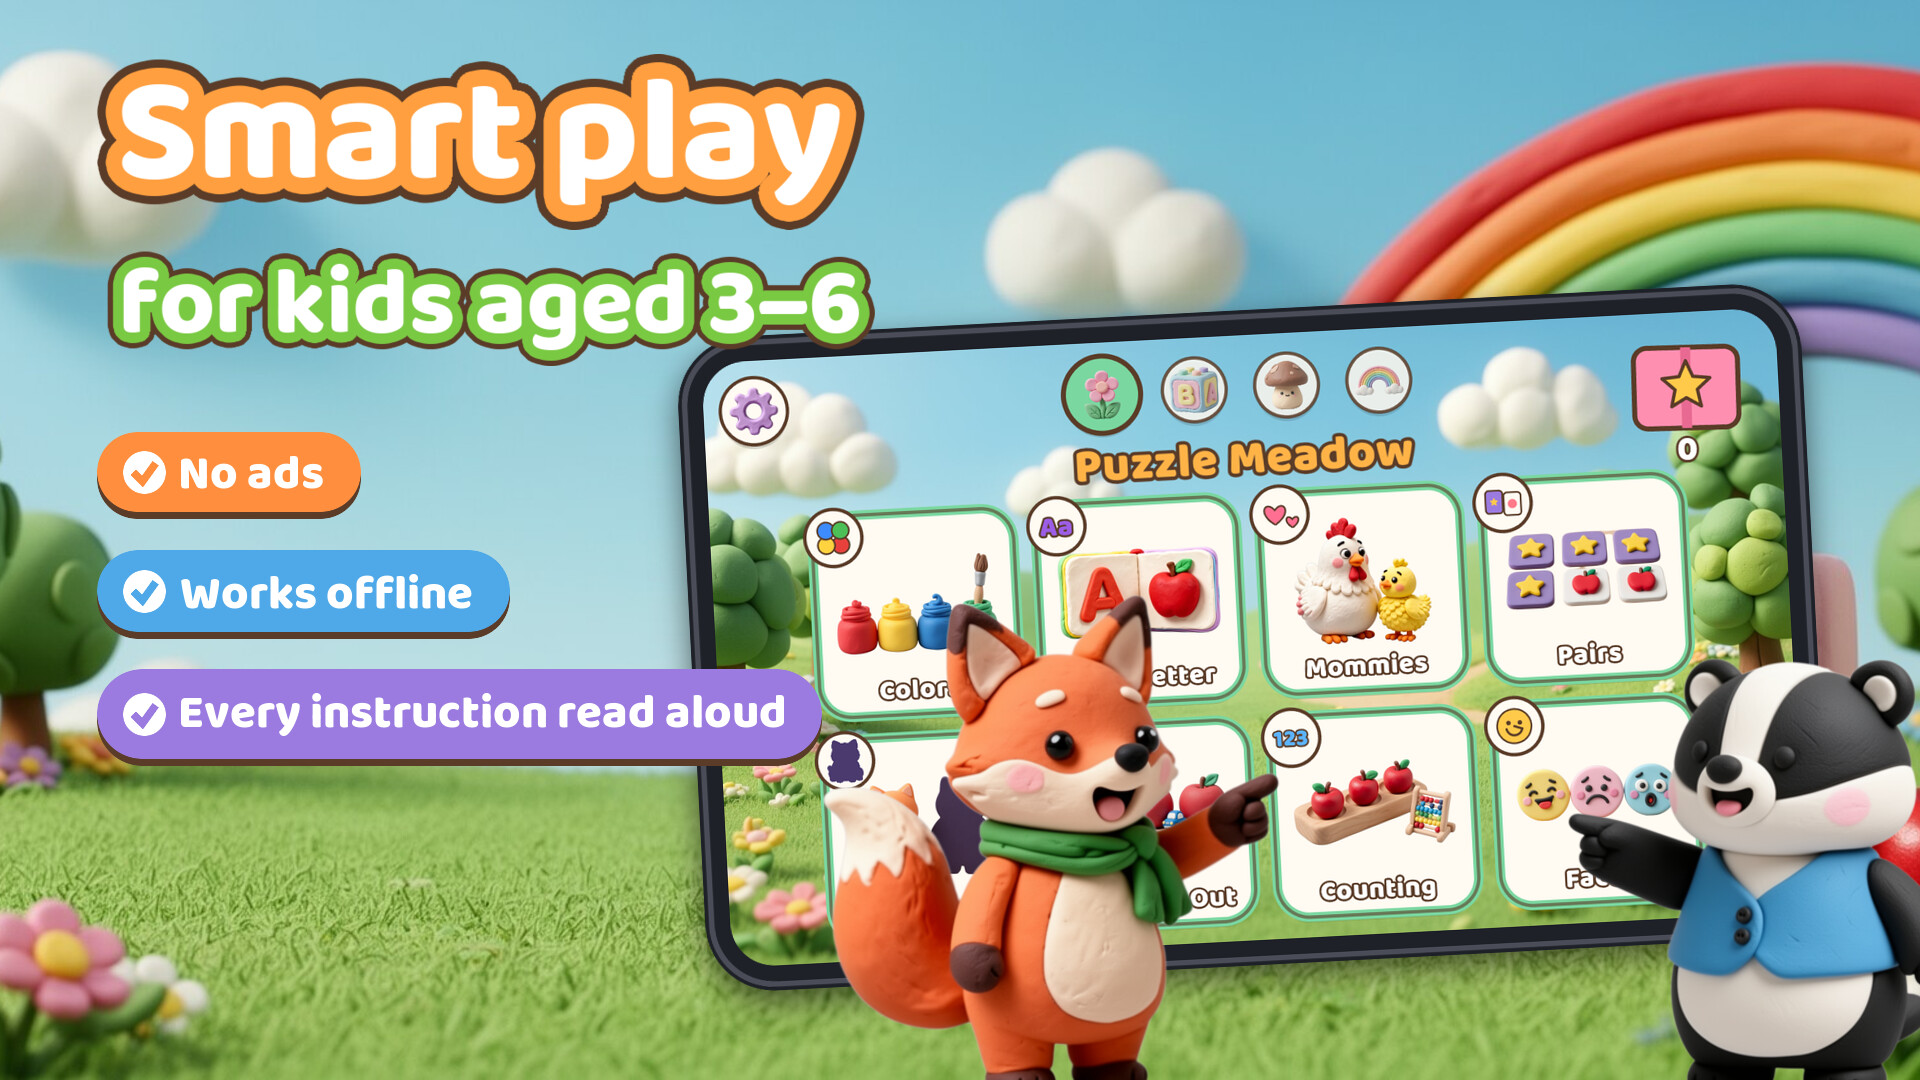 Smart play
for kids aged 3–6
No ads
Works offline
Every instruction read aloud
Puzzle Meadow
0
Aa
A
Mommies
Pairs
123
Out
Counting